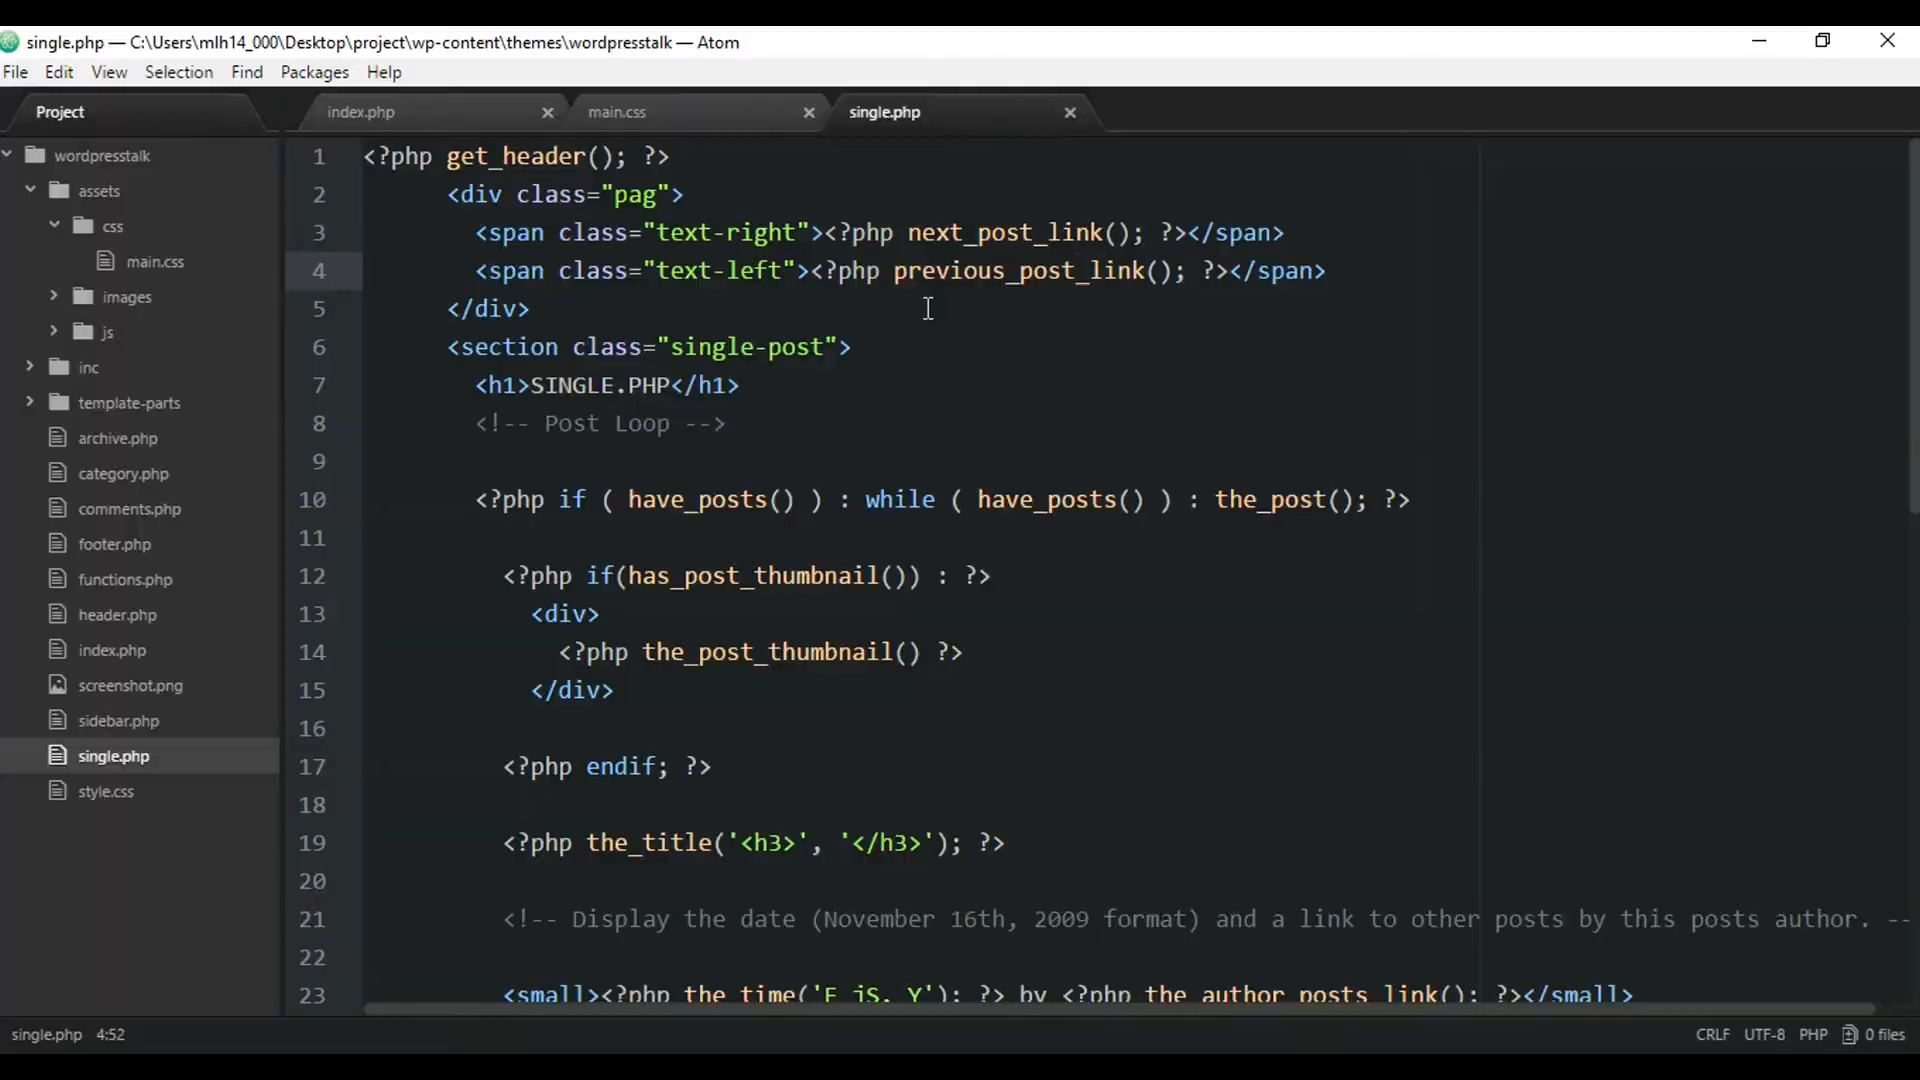 single.php — C:\Users\mlh14_000\Desktop\project\wp-content\themes\wordpresstalk — Atom
File Edit View Selection Find Packages Help
Project
index.php
main.css
single.php
wordpresstalk
assets
css
main.css
images
js
inc
template-parts
archive.php
category.php
comments.php
footer.php
functions.php
header.php
index.php
screenshot.png
sidebar.php
single.php
style.css
1 <?php get_header(); ?>
2 <div class="pag">
3 <span class="text-right"><?php next_post_link(); ?></span>
4 <span class="text-left"><?php previous_post_link(); ?></span>
5 </div>
6 <section class="single-post">
7 <h1>SINGLE.PHP</h1>
8 <!-- Post Loop -->
9
10 <?php if ( have_posts() ) : while ( have_posts() ) : the_post(); ?>
11
12 <?php if(has_post_thumbnail()) : ?>
13 <div>
14 <?php the_post_thumbnail() ?>
15 </div>
16
17 <?php endif; ?>
18
19 <?php the_title('<h3>', '</h3>'); ?>
20
21 <!-- Display the date (November 16th, 2009 format) and a link to other posts by this posts author. --
22
23 <small><?php the_time('F jS, Y'); ?> by <?php the_author_posts_link(); ?></small>
single.php 4:52
CRLF UTF-8 PHP 0 files